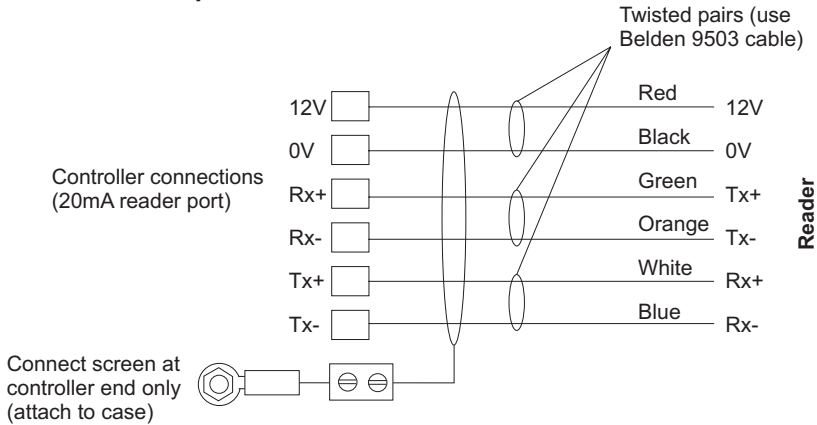 Twisted pairs (use
Belden 9503 cable)
12V Red 12V
0V Black 0V
Controller connections
(20mA reader port)
Rx+ Green Tx+
Rx- Orange Tx-
Tx+ White Rx+
Tx- Blue Rx-
Reader
Connect screen at
controller end only
(attach to case)